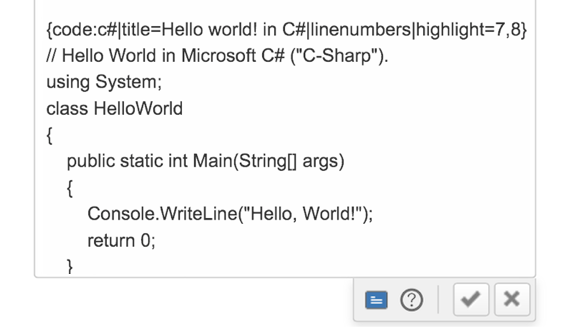 {code:c#|title=Hello world! in C#|linenumbers|highlight=7,8}
// Hello World in Microsoft C# ("C-Sharp").
using System;
class HelloWorld
{
    public static int Main(String[] args)
    {
        Console.WriteLine("Hello, World!");
        return 0;
    }